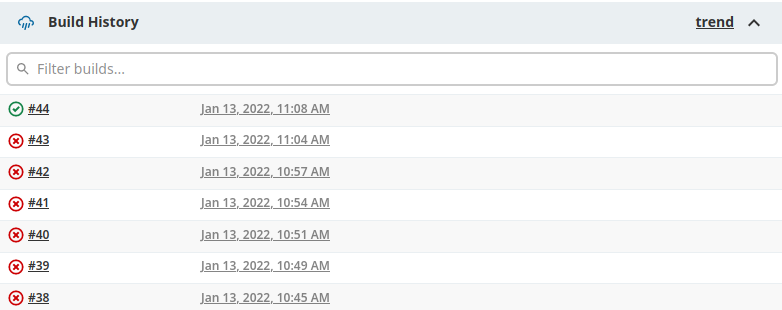 Build History trend
Filter builds...
#44 Jan 13, 2022, 11:08 AM
#43 Jan 13, 2022, 11:04 AM
#42 Jan 13, 2022, 10:57 AM
#41 Jan 13, 2022, 10:54 AM
#40 Jan 13, 2022, 10:51 AM
#39 Jan 13, 2022, 10:49 AM
#38 Jan 13, 2022, 10:45 AM